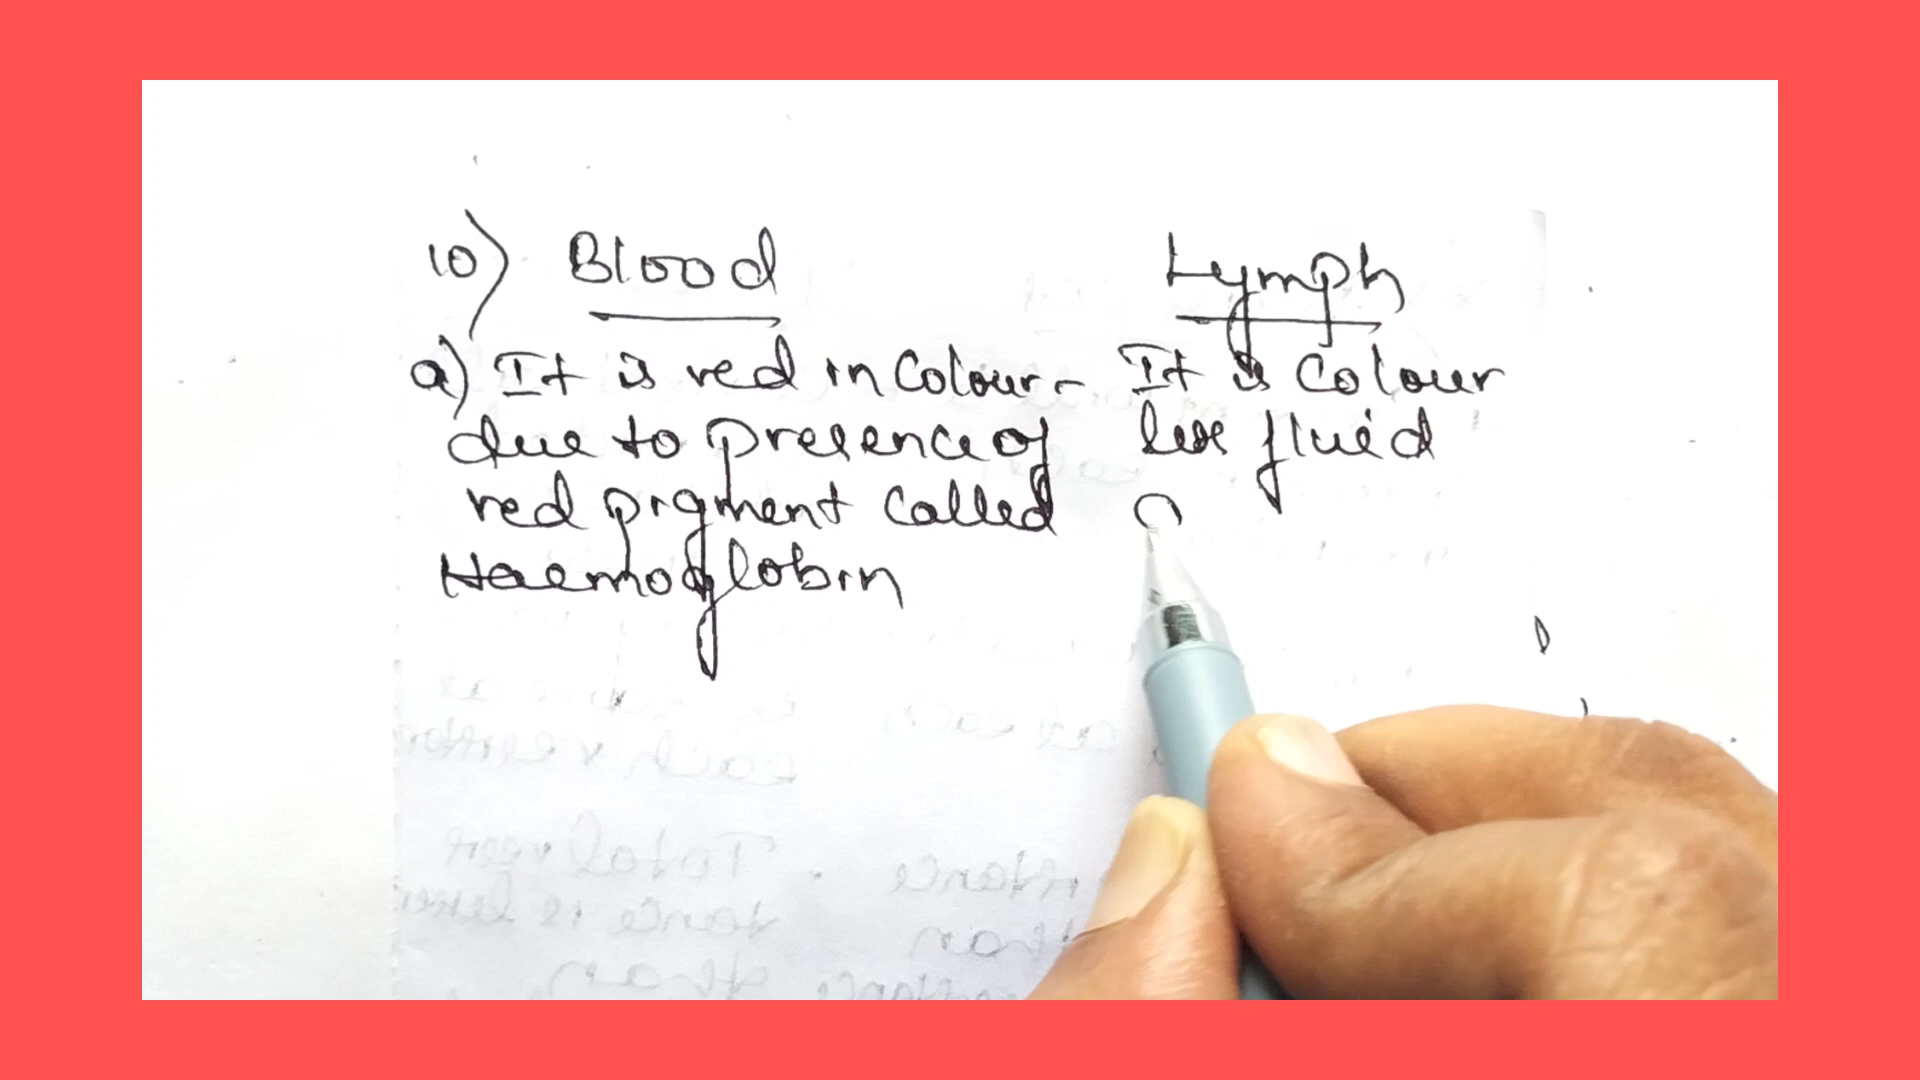 10) Blood Lymph
a) It is red in Colour - It is Colour
due to presence of less fluid
red pigment called
Haemoglobin